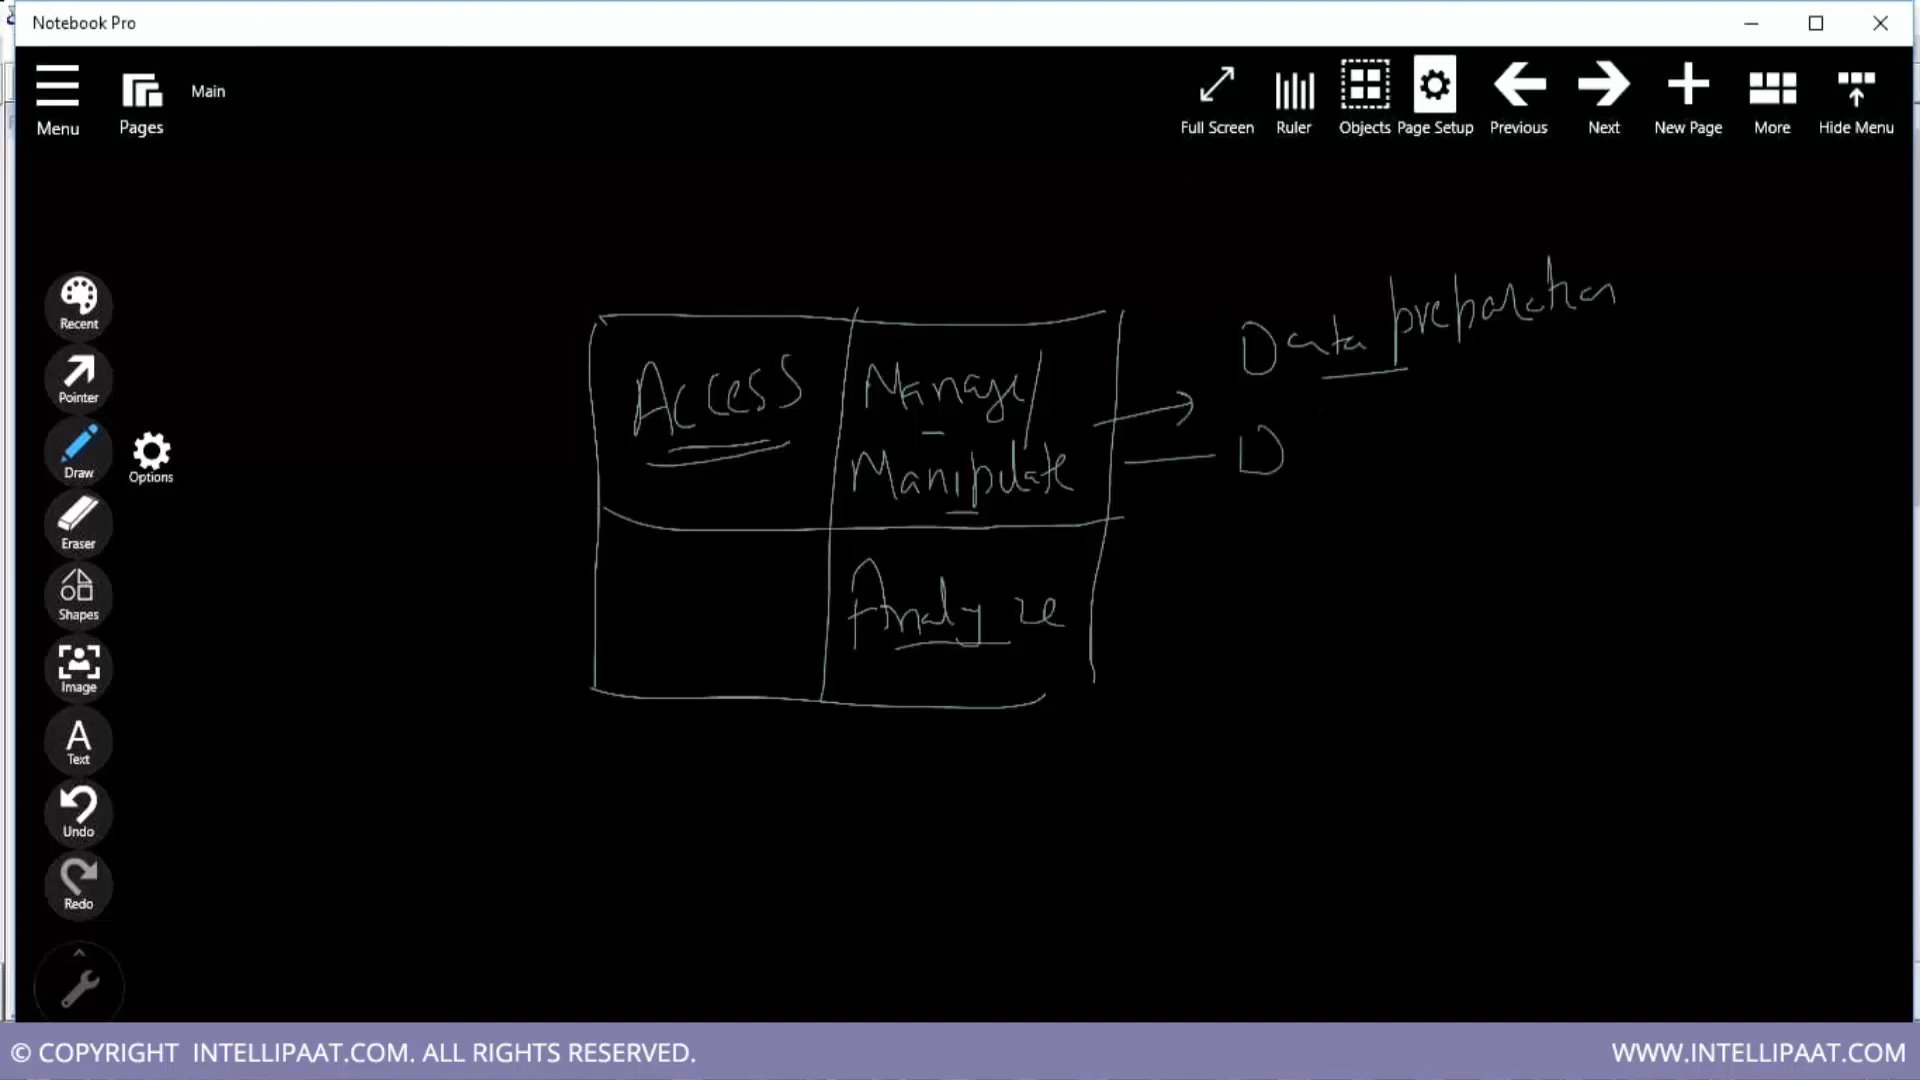 Notebook Pro
Menu
Pages
Main
Full Screen
Ruler
Objects
Page Setup
Previous
Next
New Page
More
Hide Menu
Recent
Pointer
Draw
Options
Eraser
Shapes
Image
Text
Undo
Redo
Access
Manage/
Manipulate
Analyze
Data preparation
D
© COPYRIGHT INTELLIPAAT.COM. ALL RIGHTS RESERVED.
WWW.INTELLIPAAT.COM